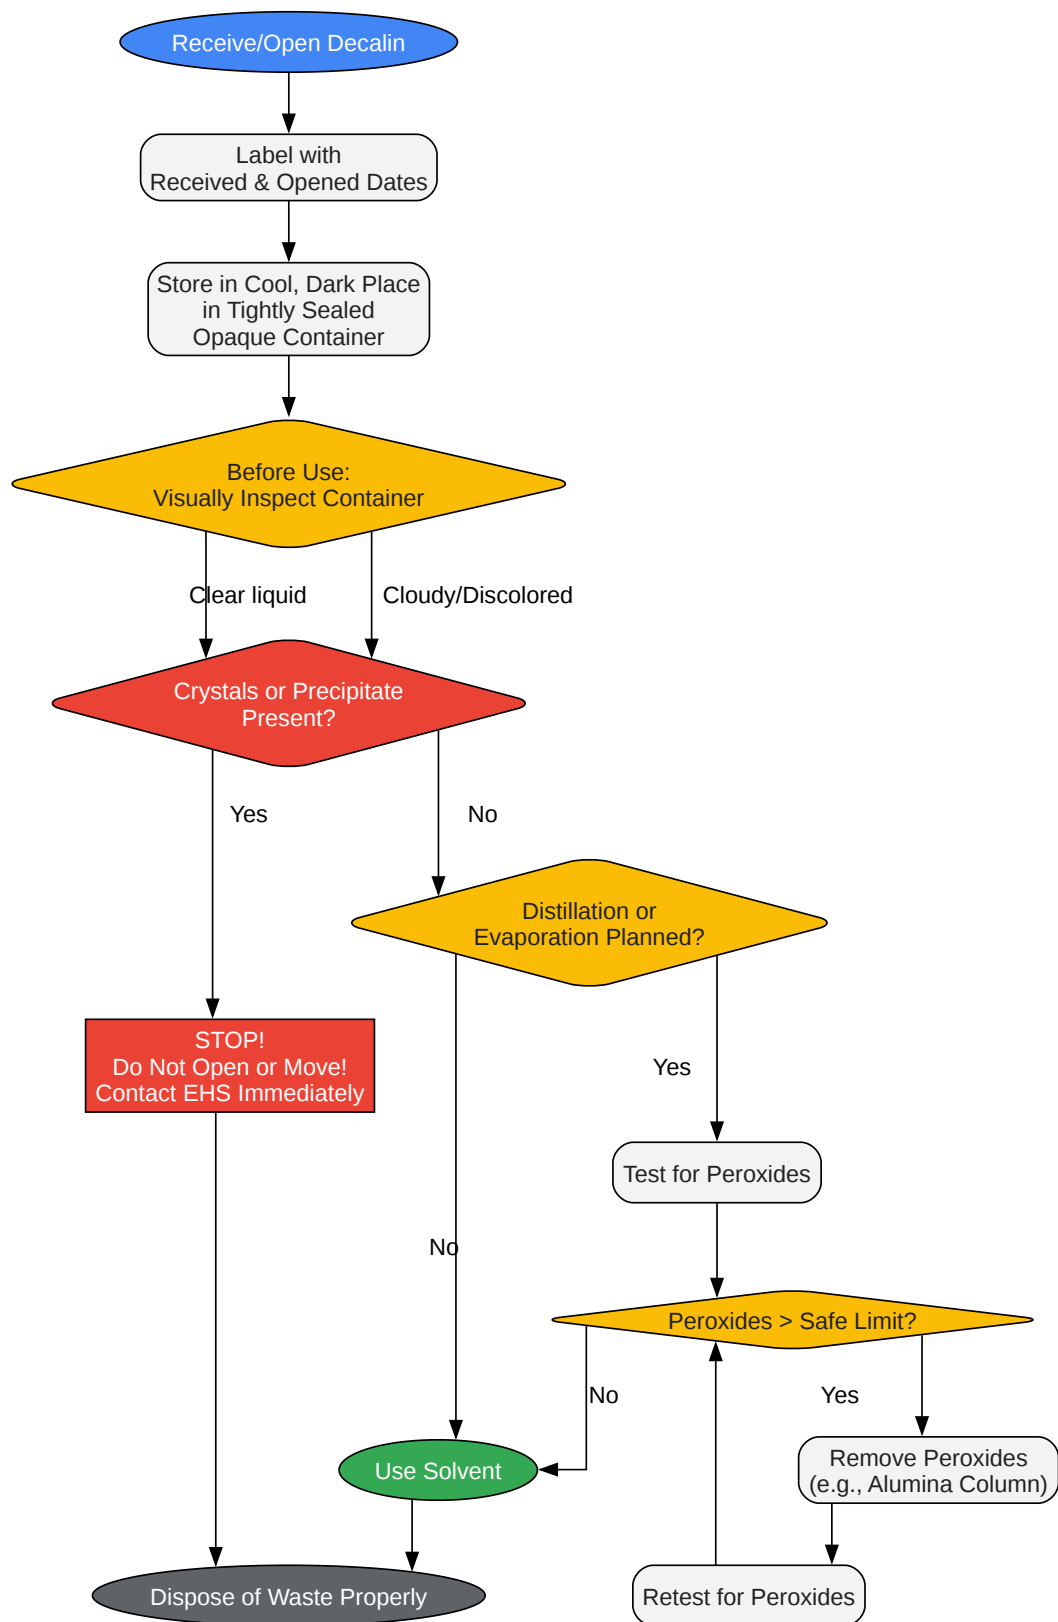 Receive/Open Decalin
Label with
Received & Opened Dates
Store in Cool, Dark Place
in Tightly Sealed
Opaque Container
Before Use:
Visually Inspect Container
Clear liquid
Cloudy/Discolored
Crystals or Precipitate
Present?
Yes
No
Distillation or
Evaporation Planned?
STOP!
Do Not Open or Move!
Contact EHS Immediately
Yes
Test for Peroxides
No
Peroxides > Safe Limit?
No
Yes
Use Solvent
Remove Peroxides
(e.g., Alumina Column)
Dispose of Waste Properly
Retest for Peroxides